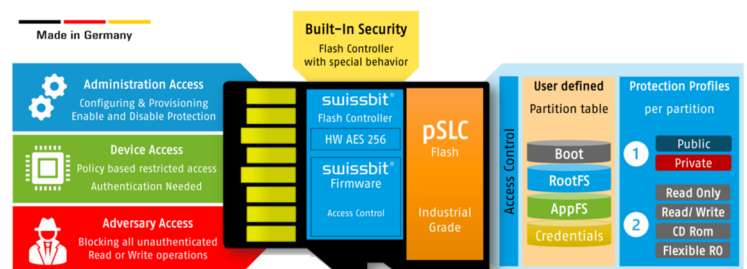 Made in Germany
Built-In Security
Flash Controller
with special behavior
Administration Access
Configuring & Provisioning
Enable and Disable Protection
Device Access
Policy based restricted access
Authentication Needed
Adversary Access
Blocking all unauthenticated
Read or Write operations
swissbit®
Flash Controller
HW AES 256
swissbit®
Firmware
Access Control
pSLC
Flash
Industrial
Grade
Access Control
User defined
Partition table
Boot
RootFS
AppFS
Credentials
Protection Profiles
per partition
1
Public
Private
2
Read Only
Read/Write
CD Rom
Flexible RO